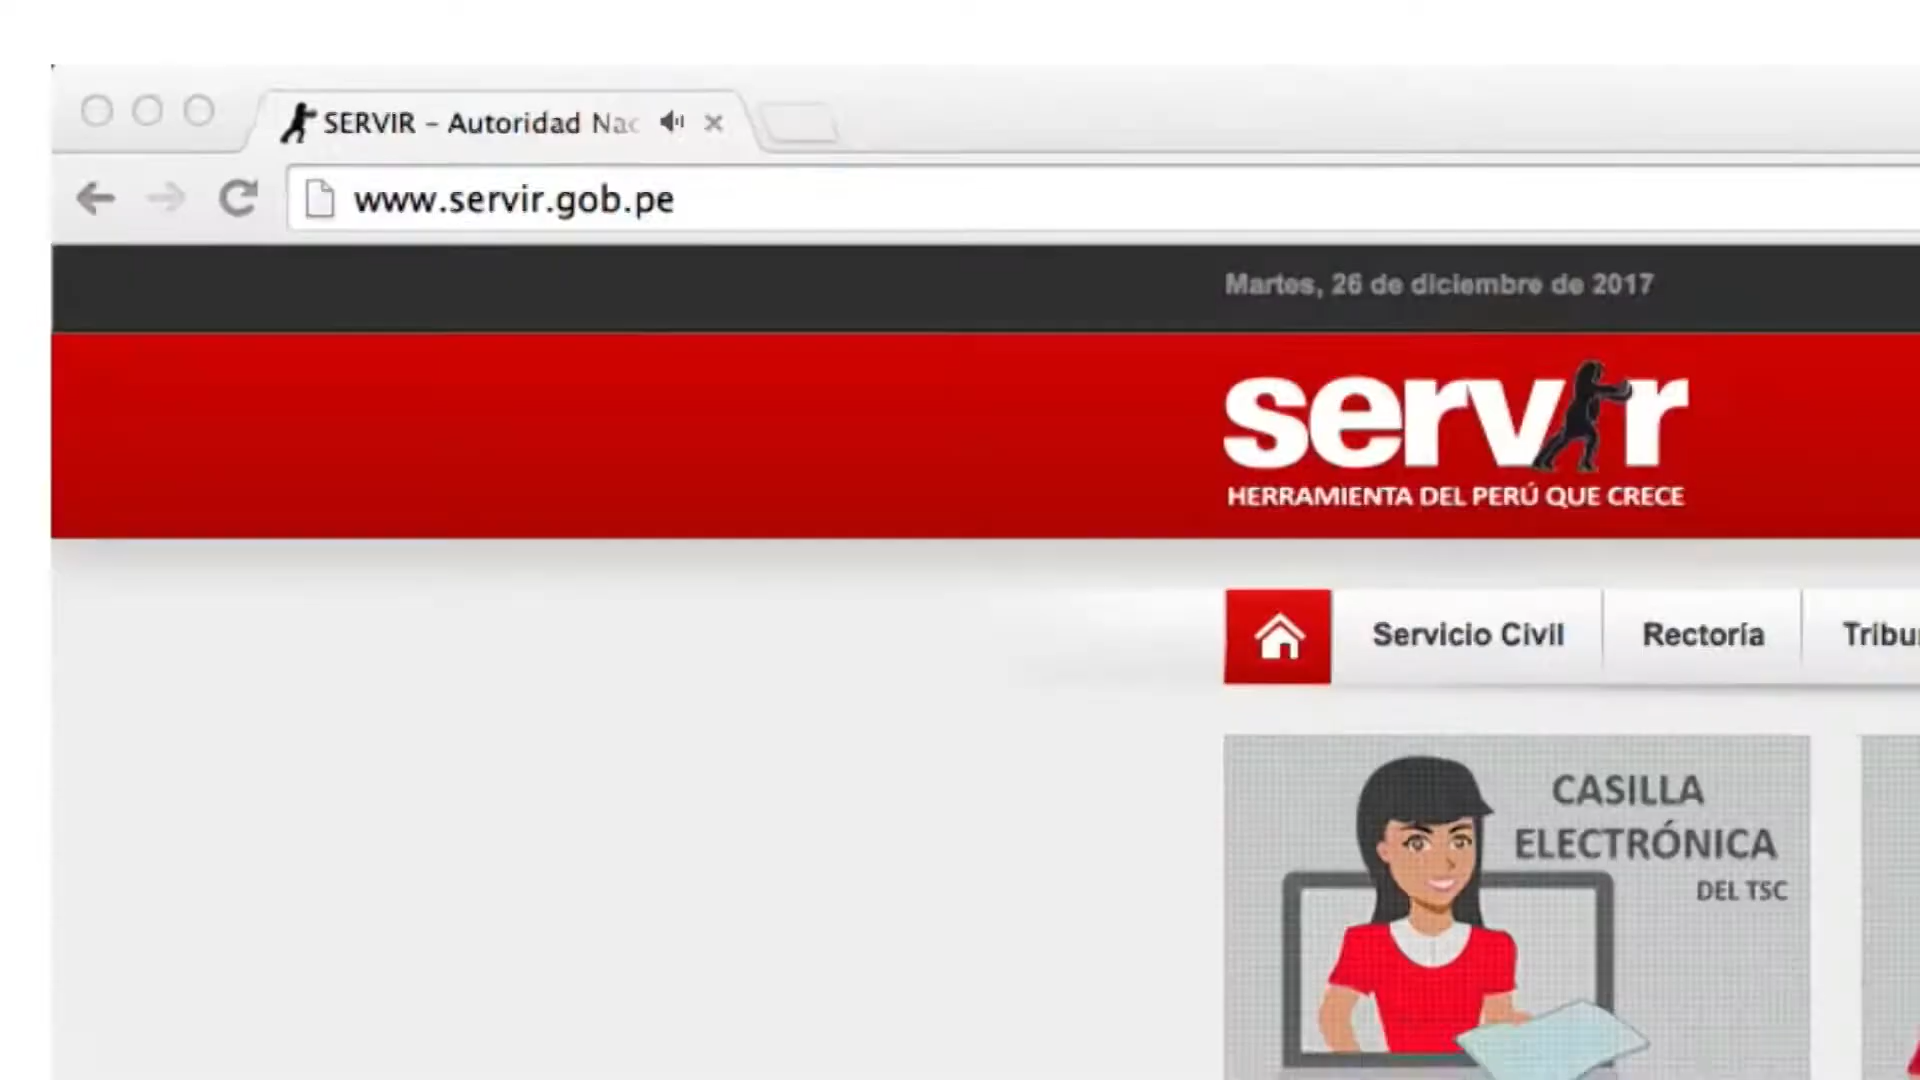 SERVIR – Autoridad Nac
www.servir.gob.pe
Martes, 26 de diciembre de 2017
servir
HERRAMIENTA DEL PERÚ QUE CRECE
Servicio Civil
Rectoría
Tribu
CASILLA
ELECTRÓNICA
DEL TSC